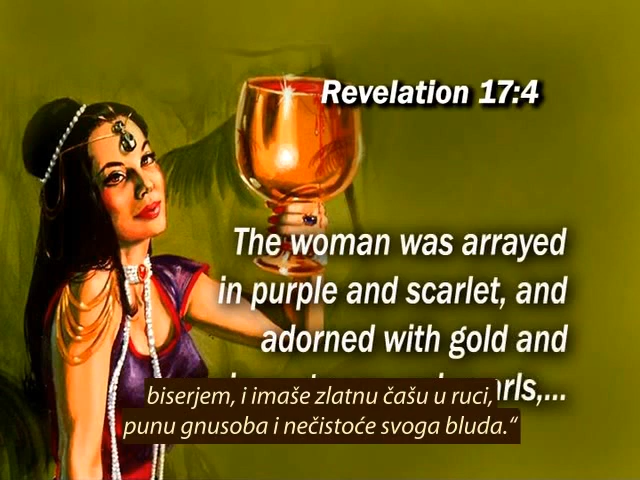 Revelation 17:4
The woman was arrayed
in purple and scarlet, and
adorned with gold and
biserjem, i imaše zlatnu čašu u ruci,
punu gnusoba i nečistoće svoga bluda.“